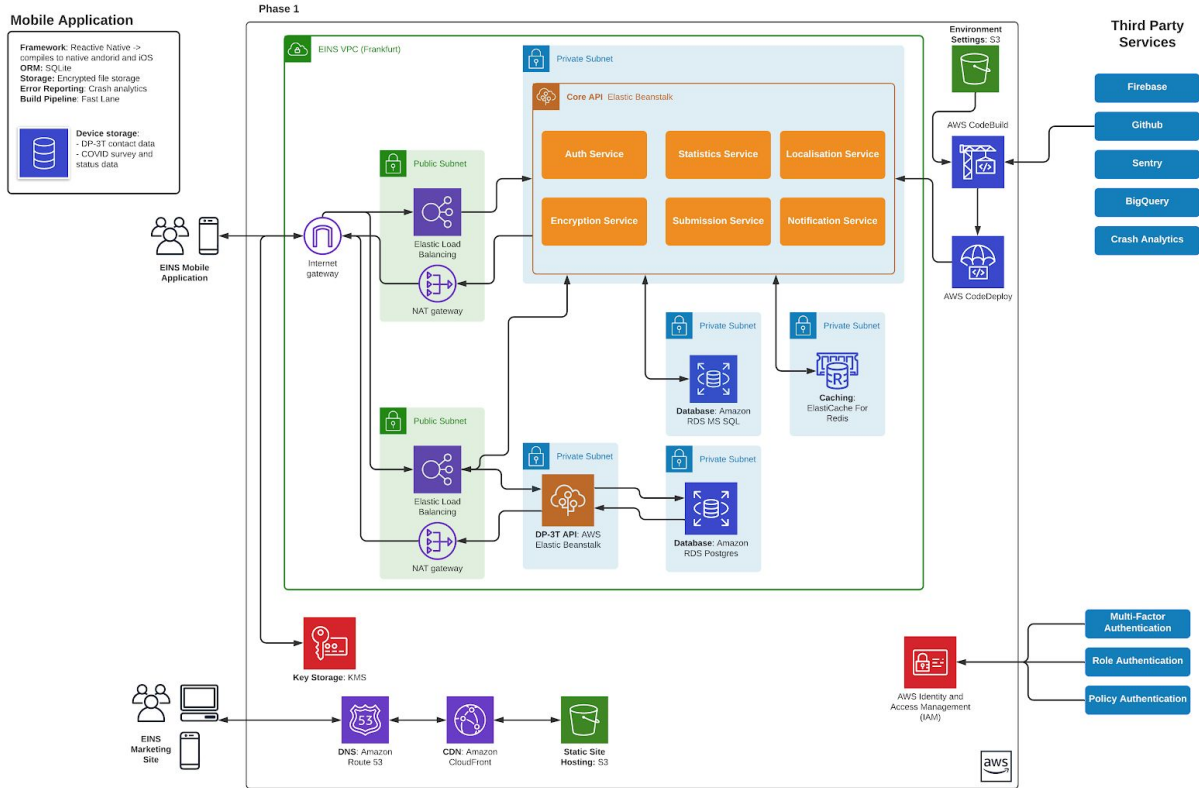 Phase 1
Mobile Application
Framework: Reactive Native ->
compiles to native andorid and iOS
ORM: SQLite
Storage: Encrypted file storage
Error Reporting: Crash analytics
Build Pipeline: Fast Lane
Device storage:
- DP-3T contact data
- COVID survey and
status data
EINS Mobile
Application
EINS VPC (Frankfurt)
Internet
gateway
Public Subnet
Elastic Load
Balancing
NAT gateway
Private Subnet
Core API Elastic Beanstalk
Auth Service
Statistics Service
Localisation Service
Encryption Service
Submission Service
Notification Service
Private Subnet
Database: Amazon
RDS MS SQL
Private Subnet
R
Caching:
ElastiCache For
Redis
Public Subnet
Elastic Load
Balancing
NAT gateway
Private Subnet
DP-3T API: AWS
Elastic Beanstalk
Private Subnet
Database: Amazon
RDS Postgres
Environment
Settings: S3
AWS CodeBuild
AWS CodeDeploy
Third Party
Services
Firebase
Github
Sentry
BigQuery
Crash Analytics
Key Storage: KMS
EINS
Marketing
Site
53
DNS: Amazon
Route 53
CDN: Amazon
CloudFront
Static Site
Hosting: S3
AWS Identity and
Access Management
(IAM)
Multi-Factor
Authentication
Role Authentication
Policy Authentication
aws